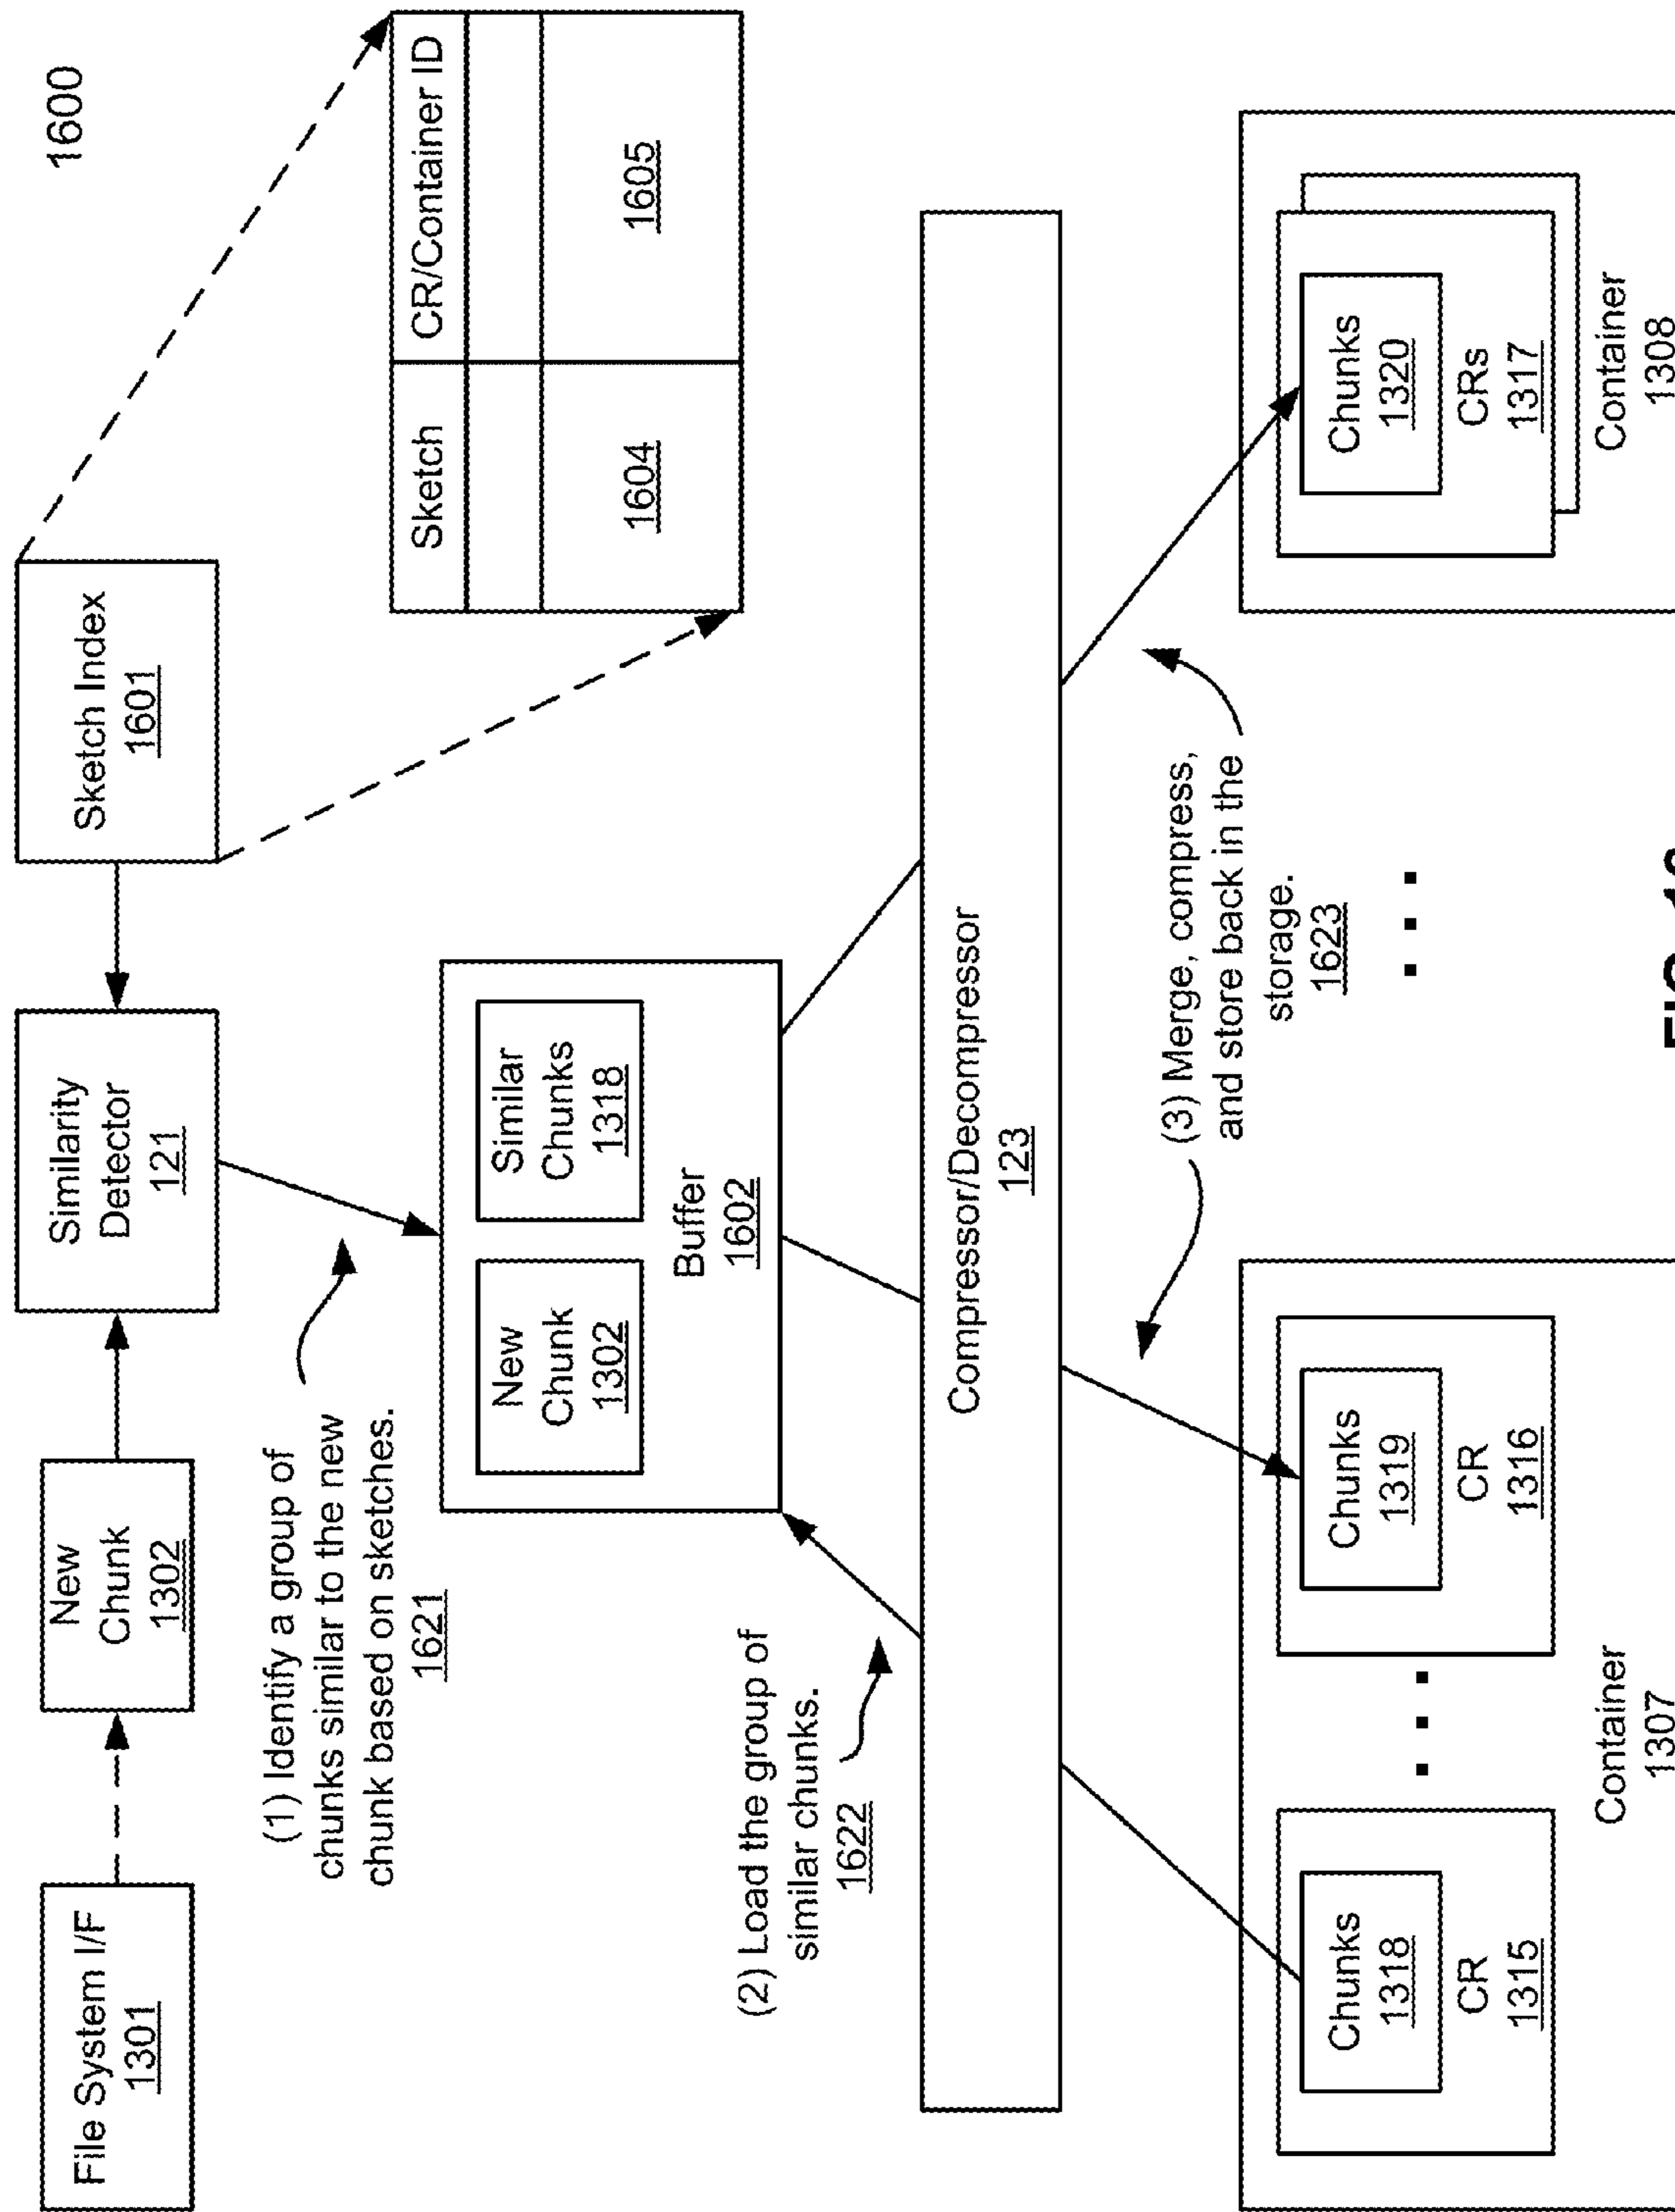 1600
File System I/F
1301
New
Chunk
1302
Similarity
Detector
121
Sketch Index
1601
(1) Identify a group of
chunks similar to the new
chunk based on sketches.
1621
New
Chunk
1302
Similar
Chunks
1318
Buffer
1602
Sketch
CR/Container ID
1604
1605
(2) Load the group of
similar chunks.
1622
Compressor/Decompressor
123
(3) Merge, compress,
and store back in the
storage.
1623
Chunks
1318
CR
1315
Chunks
1319
CR
1316
Container
1307
Chunks
1320
CRs
1317
Container
1308
FIG.